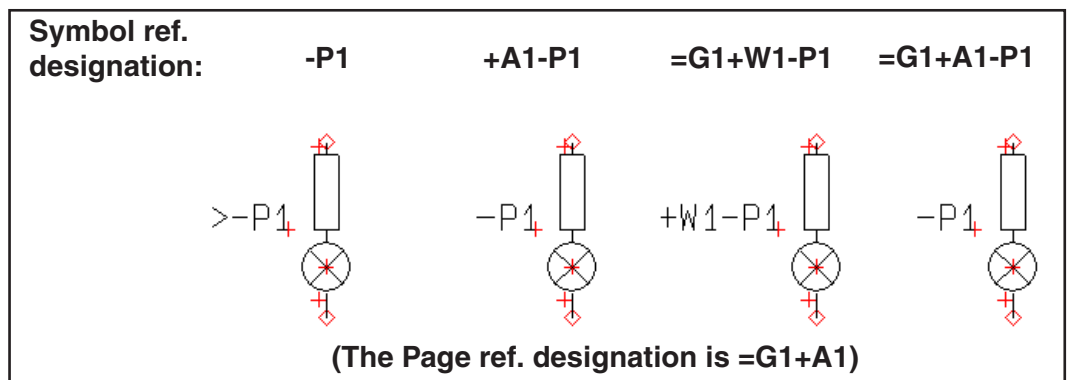 Symbol ref.
designation: -P1 +A1-P1 =G1+W1-P1 =G1+A1-P1
>-P1 -P1 +W1-P1 -P1
(The Page ref. designation is =G1+A1)